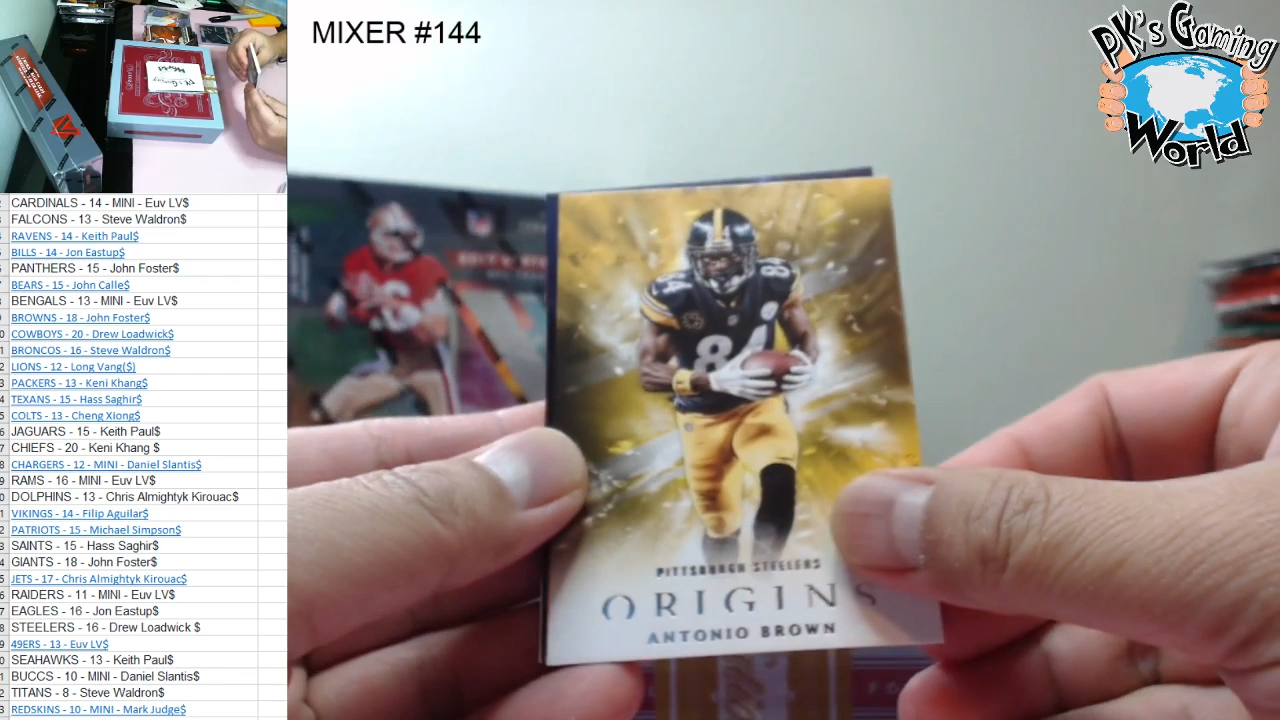 MIXER #144
PK's Gaming
World
CARDINALS - 14 - MINI - Euv LV$
FALCONS - 13 - Steve Waldron$
RAVENS - 14 - Keith Paul$
BILLS - 14 - Jon Eastup$
PANTHERS - 15 - John Foster$
BEARS - 15 - John Calle$
BENGALS - 13 - MINI - Euv LV$
BROWNS - 18 - John Foster$
COWBOYS - 20 - Drew Loadwick$
BRONCOS - 16 - Steve Waldron$
LIONS - 12 - Long Vang($)
PACKERS - 13 - Keni Khang$
TEXANS - 15 - Hass Saghir$
COLTS - 13 - Cheng Xiong$
JAGUARS - 15 - Keith Paul$
CHIEFS - 20 - Keni Khang $
CHARGERS - 12 - MINI - Daniel Slantis$
RAMS - 16 - MINI - Euv LV$
DOLPHINS - 13 - Chris Almightyk Kirouac$
VIKINGS - 14 - Filip Aguilar$
PATRIOTS - 15 - Michael Simpson$
SAINTS - 15 - Hass Saghir$
GIANTS - 18 - John Foster$
JETS - 17 - Chris Almightyk Kirouac$
RAIDERS - 11 - MINI - Euv LV$
EAGLES - 16 - Jon Eastup$
STEELERS - 16 - Drew Loadwick $
49ERS - 13 - Euv LV$
SEAHAWKS - 13 - Keith Paul$
BUCCS - 10 - MINI - Daniel Slantis$
TITANS - 8 - Steve Waldron$
REDSKINS - 10 - MINI - Mark Judge$
84
84
PITTSBURGH STEELERS
ORIGINS
ANTONIO BROWN